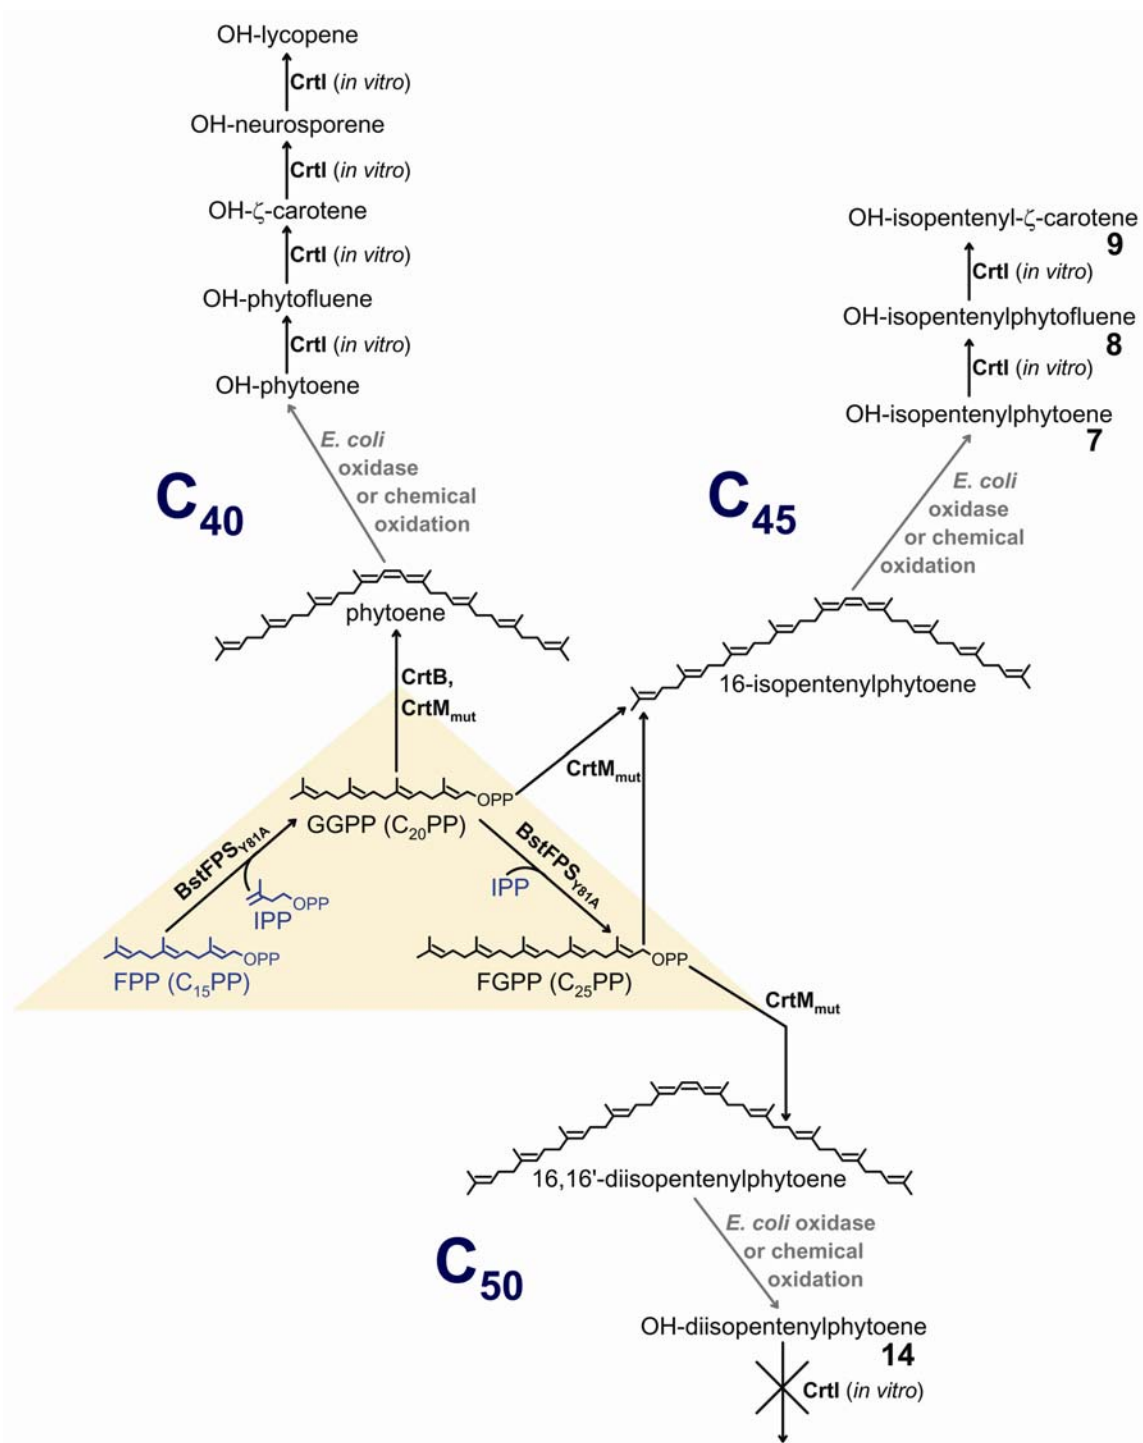 OH-lycopene
CrtI (in vitro)
OH-neurosporene
CrtI (in vitro)
OH-ζ-carotene
CrtI (in vitro)
OH-phytofluene
CrtI (in vitro)
OH-phytoene
E. coli
oxidase
or chemical
oxidation
C40
phytoene
CrtB,
CrtMmut
OH-isopentenyl-ζ-carotene
9
CrtI (in vitro)
OH-isopentenylphytofluene
8
CrtI (in vitro)
OH-isopentenylphytoene
7
E. coli
oxidase
or chemical
oxidation
C45
16-isopentenylphytoene
CrtMmut
OPP
GGPP (C20PP)
BstFPSY81A
OPP
IPP
OPP
FPP (C15PP)
BstFPSY81A
IPP
OPP
FGPP (C25PP)
CrtMmut
16,16'-diisopentenylphytoene
C50
E. coli oxidase
or chemical
oxidation
OH-diisopentenylphytoene
14
CrtI (in vitro)